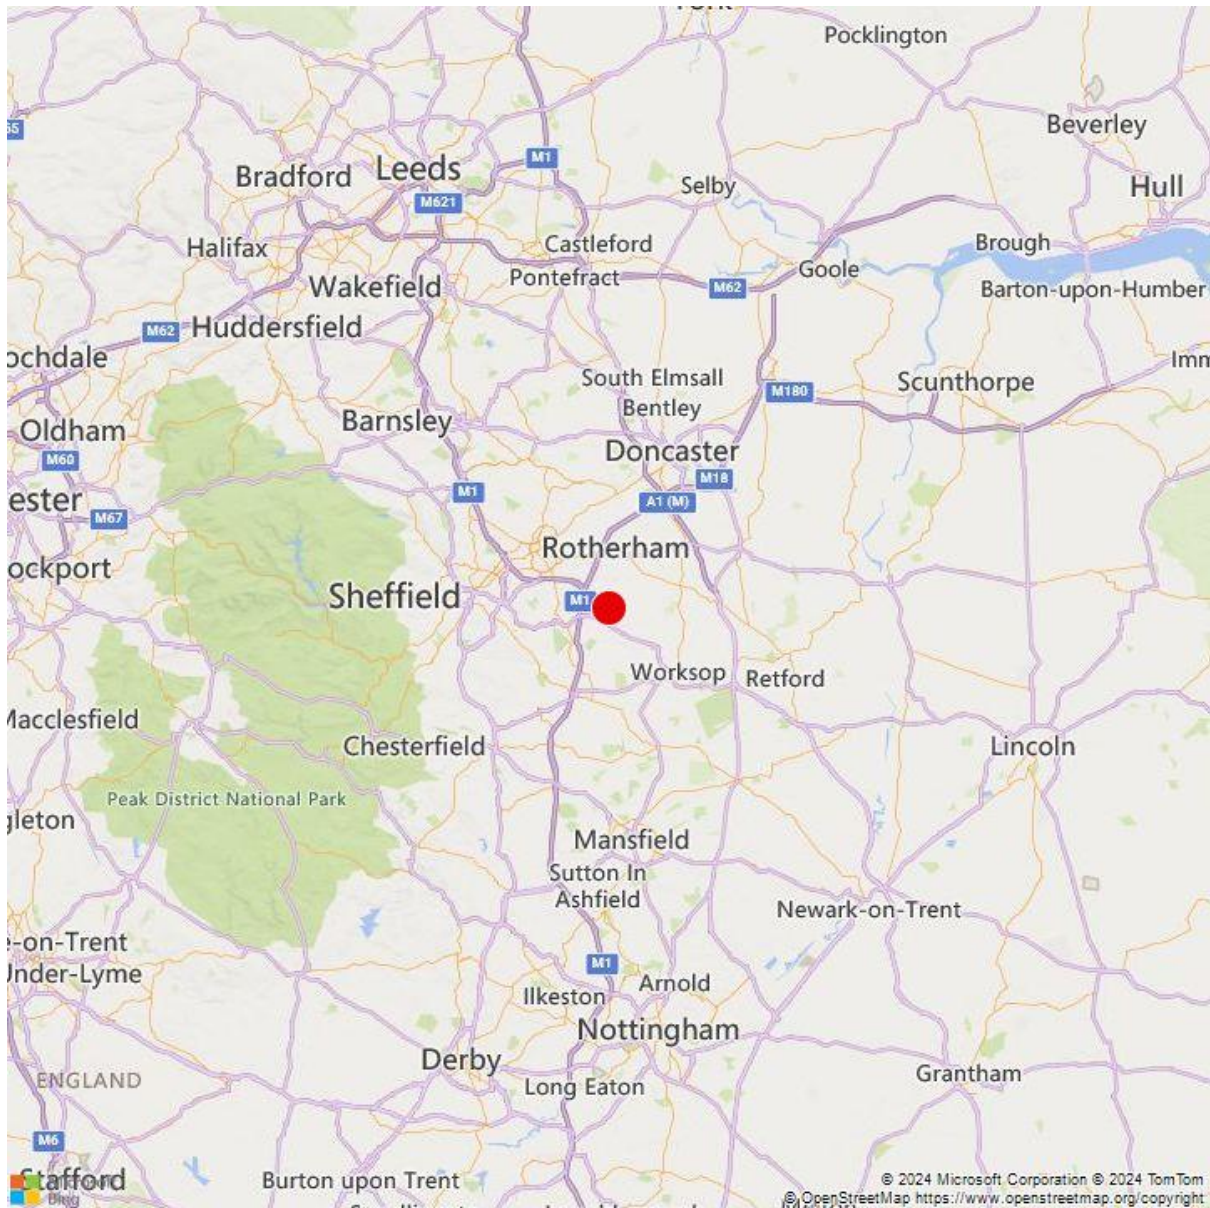 Pocklington
65
Beverley
M1
Leeds
Bradford
Selby
Hull
M621
Halifax
Castleford
Brough
Pontefract
Goole
Wakefield
M62
Barton-upon-Humber
M62
Huddersfield
ochdale
Imm
South Elmsall
Scunthorpe
M180
Bentley
Barnsley
Oldham
Doncaster
M60
M18
M1
ester
A1 (M)
M67
Rotherham
ockport
Sheffield
M1
Worksop
Retford
Macclesfield
Chesterfield
Lincoln
Peak District National Park
gleton
Mansfield
Sutton In
Ashfield
Newark-on-Trent
e-on-Trent
Under-Lyme
M1
Arnold
Ilkeston
Nottingham
Derby
Grantham
ENGLAND
Long Eaton
M6
Stafford
Burton upon Trent
Bing
© 2024 Microsoft Corporation © 2024 TomTom
© OpenStreetMap https://www.openstreetmap.org/copyright